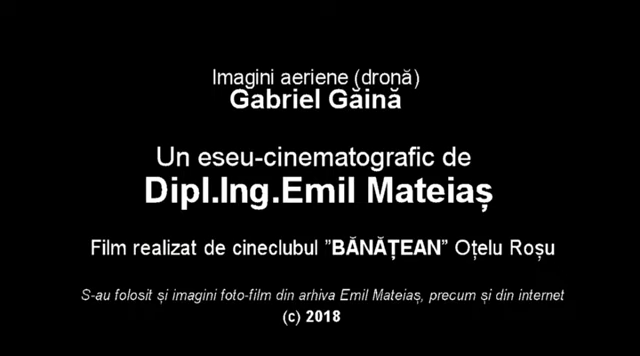 Imagini aeriene (dronă)
Gabriel Găină
Un eseu-cinematografic de
Dipl.Ing.Emil Mateiaș
Film realizat de cineclubul ”BĂNĂȚEAN” Oțelu Roșu
S-au folosit și imagini foto-film din arhiva Emil Mateiaș, precum și din internet
(c) 2018